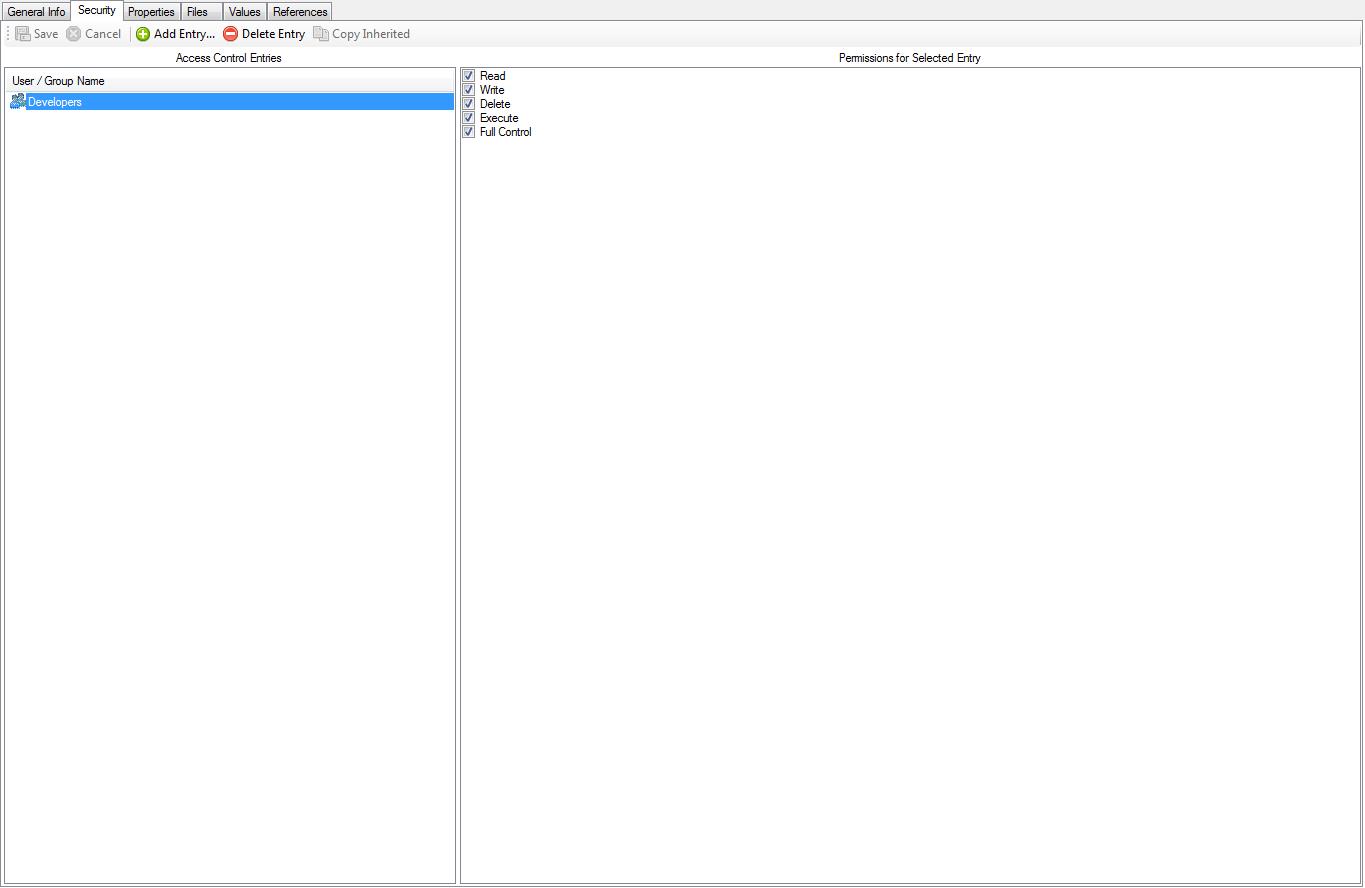 General Info Security Properties Files Values References
Save Cancel Add Entry... Delete Entry Copy Inherited
Access Control Entries
User / Group Name
Developers
Permissions for Selected Entry
Read
Write
Delete
Execute
Full Control